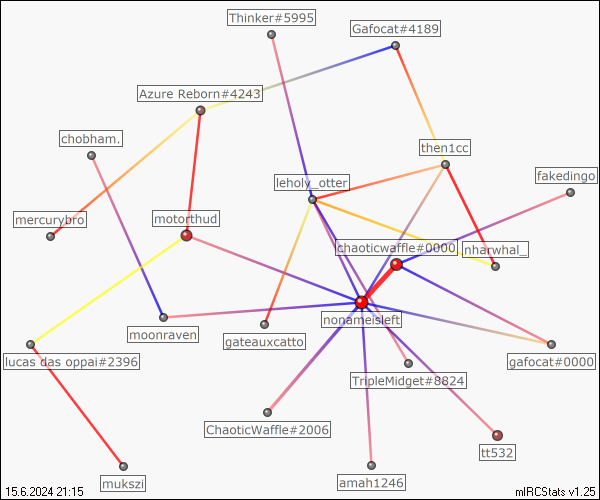 Thinker#5995
Gafocat#4189
Azure Reborn#4243
chobham.
then1cc
fakedingo
leholy_otter
mercurybro
motorthud
chaoticwaffle#0000
nharwhal_
nonameisleft
moonraven
gateauxcatto
lucas das oppai#2396
gafocat#0000
TripleMidget#8824
ChaoticWaffle#2006
tt532
mukszi
amah1246
15.6.2024 21:15
mIRCStats v1.25